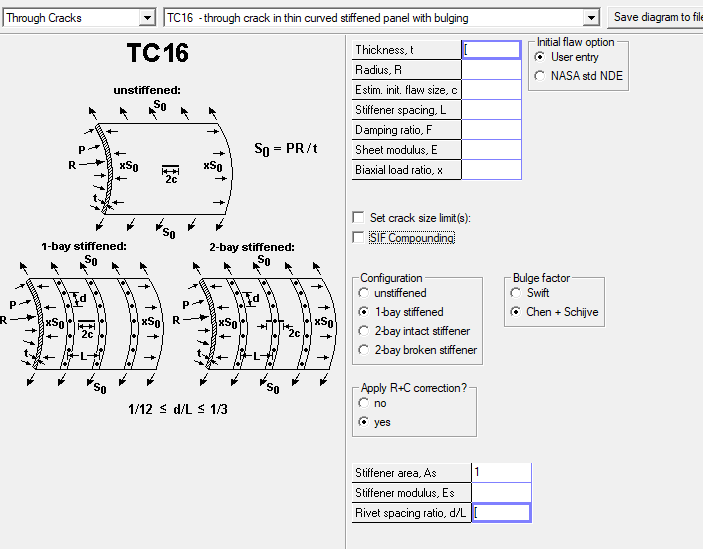 Through Cracks
TC16 - through crack in thin curved stiffened panel with bulging
Save diagram to file
TC16
unstiffened:
S0
P
R
xS0
xS0
2c
t
S0
S0 = PR / t
1-bay stiffened:
S0
d
P
R
xS0
xS0
2c
t
L
S0
2-bay stiffened:
S0
d
P
R
xS0
xS0
2c
t
L
S0
1/12 ≤ d/L ≤ 1/3
Thickness, t [
Radius, R
Estim. init. flaw size, c
Stiffener spacing, L
Damping ratio, F
Sheet modulus, E
Biaxial load ratio, x
Initial flaw option
User entry
NASA std NDE
Set crack size limit(s):
SIF Compounding
Configuration
unstiffened
1-bay stiffened
2-bay intact stiffener
2-bay broken stiffener
Bulge factor
Swift
Chen + Schijve
Apply R+C correction?
no
yes
Stiffener area, As 1
Stiffener modulus, Es
Rivet spacing ratio, d/L [